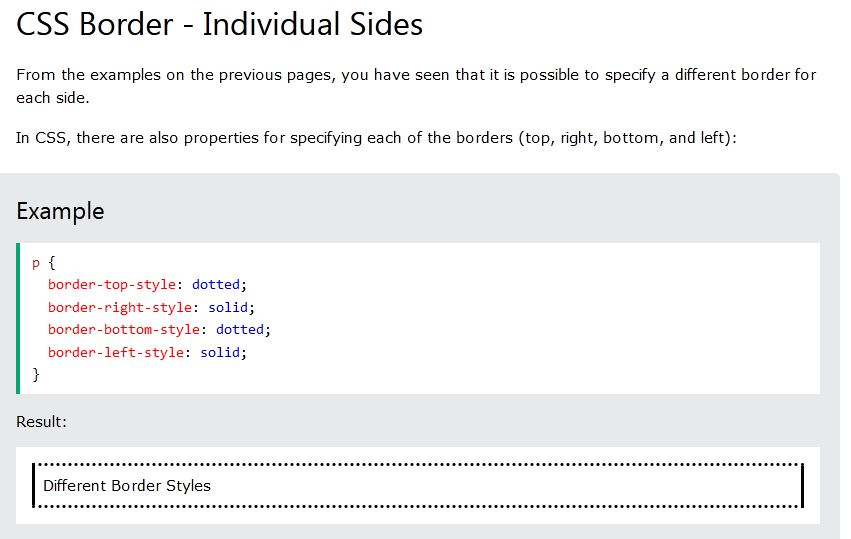 CSS Border - Individual Sides
From the examples on the previous pages, you have seen that it is possible to specify a different border for
each side.
In CSS, there are also properties for specifying each of the borders (top, right, bottom, and left):
Example
p {
  border-top-style: dotted;
  border-right-style: solid;
  border-bottom-style: dotted;
  border-left-style: solid;
}
Result:
Different Border Styles